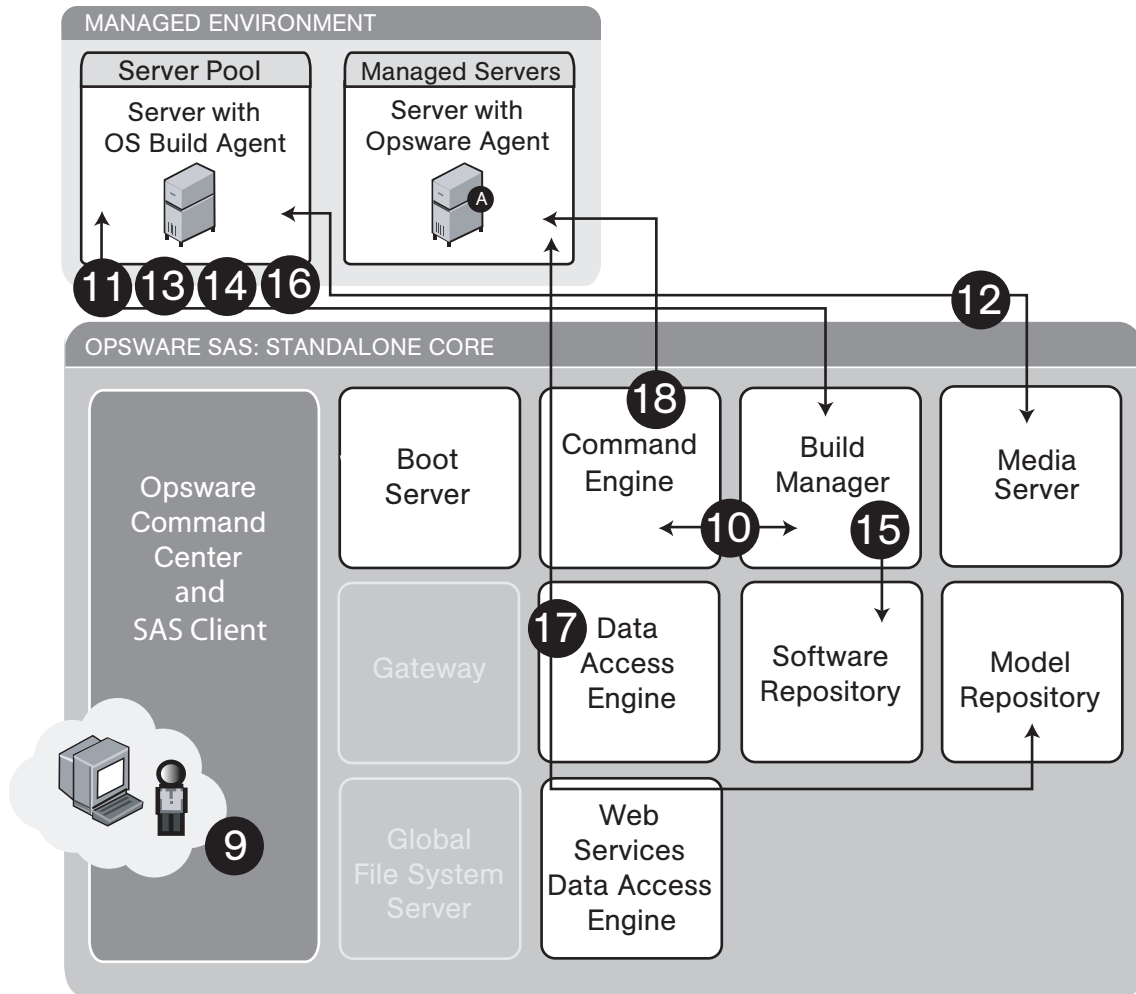 MANAGED ENVIRONMENT
Server Pool
Server with
OS Build Agent
Managed Servers
Server with
Opsware Agent
A
11
13
14
16
12
OPSWARE SAS: STANDALONE CORE
Opsware
Command
Center
and
SAS Client
9
Boot
Server
18
Command
Engine
10
Build
Manager
15
Media
Server
Gateway
17
Data
Access
Engine
Software
Repository
Model
Repository
Global
File System
Server
Web
Services
Data Access
Engine